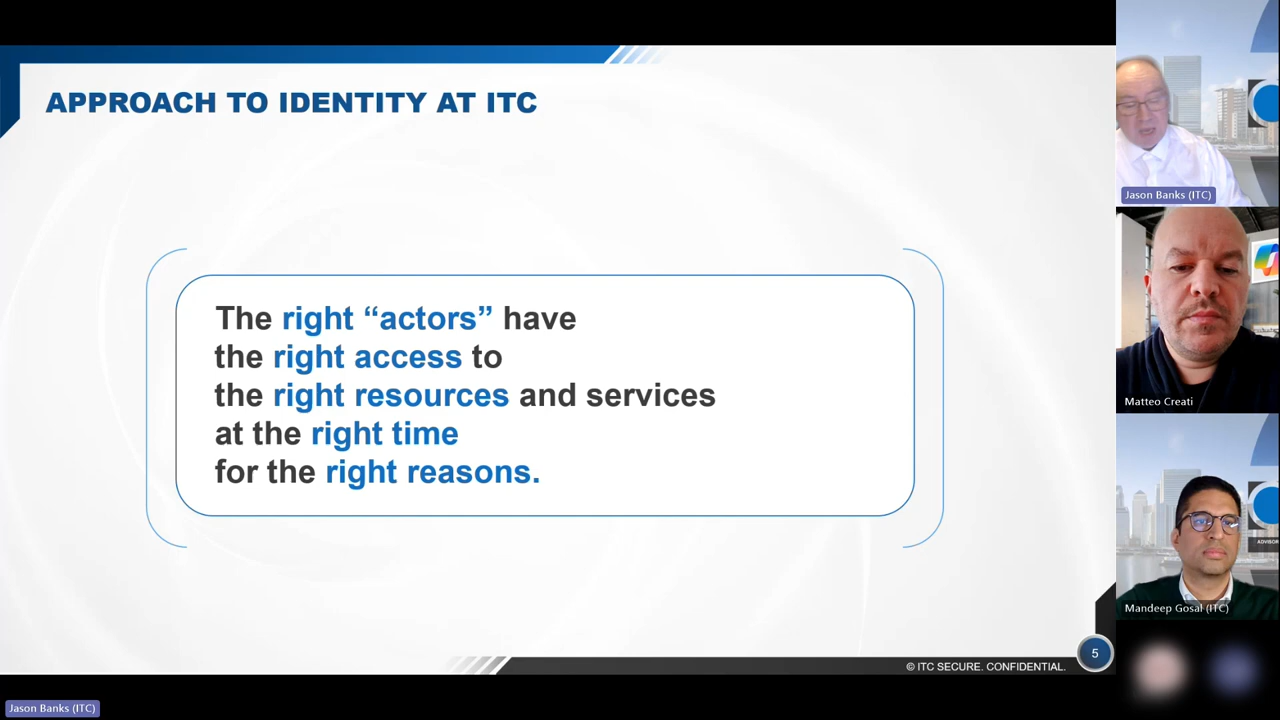 APPROACH TO IDENTITY AT ITC
The right “actors” have
the right access to
the right resources and services
at the right time
for the right reasons.
© ITC SECURE. CONFIDENTIAL.
5
Jason Banks (ITC)
Matteo Creati
ADVISOR
Mandeep Gosal (ITC)
Jason Banks (ITC)